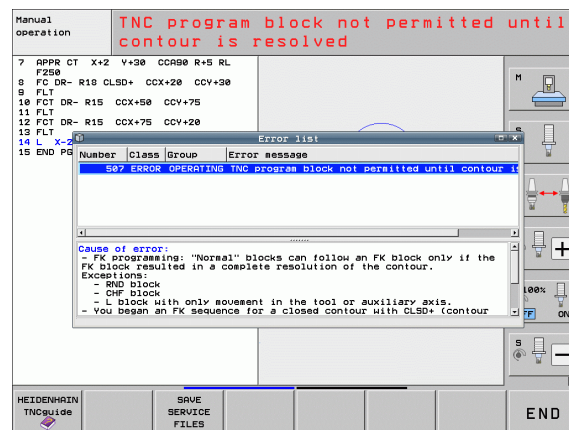 Manual
operation
TNC program block not permitted until
contour is resolved
7 APPR CT X+2 Y+30 CCA90 R+5 RL
F250
8 FC DR- R18 CLSD+ CCX+20 CCY+30
9 FLT
10 FCT DR- R15 CCX+50 CCY+75
11 FLT
12 FCT DR- R15 CCX+75 CCY+20
13 FLT
14 L X-2
15 END PG
Error list
Number Class Group Error message
507 ERROR OPERATING TNC program block not permitted until contour is
Cause of error:
- FK programming: "Normal" blocks can follow an FK block only if the
FK block resulted in a complete resolution of the contour.
Exceptions:
- RND block
- CHF block
- L block with only movement in the tool or auxiliary axis.
- You began an FK sequence for a closed contour with CLSD+ (contour
M
S
100%
FF ON
S
HEIDENHAIN
TNCguide
SAVE
SERVICE
FILES
END